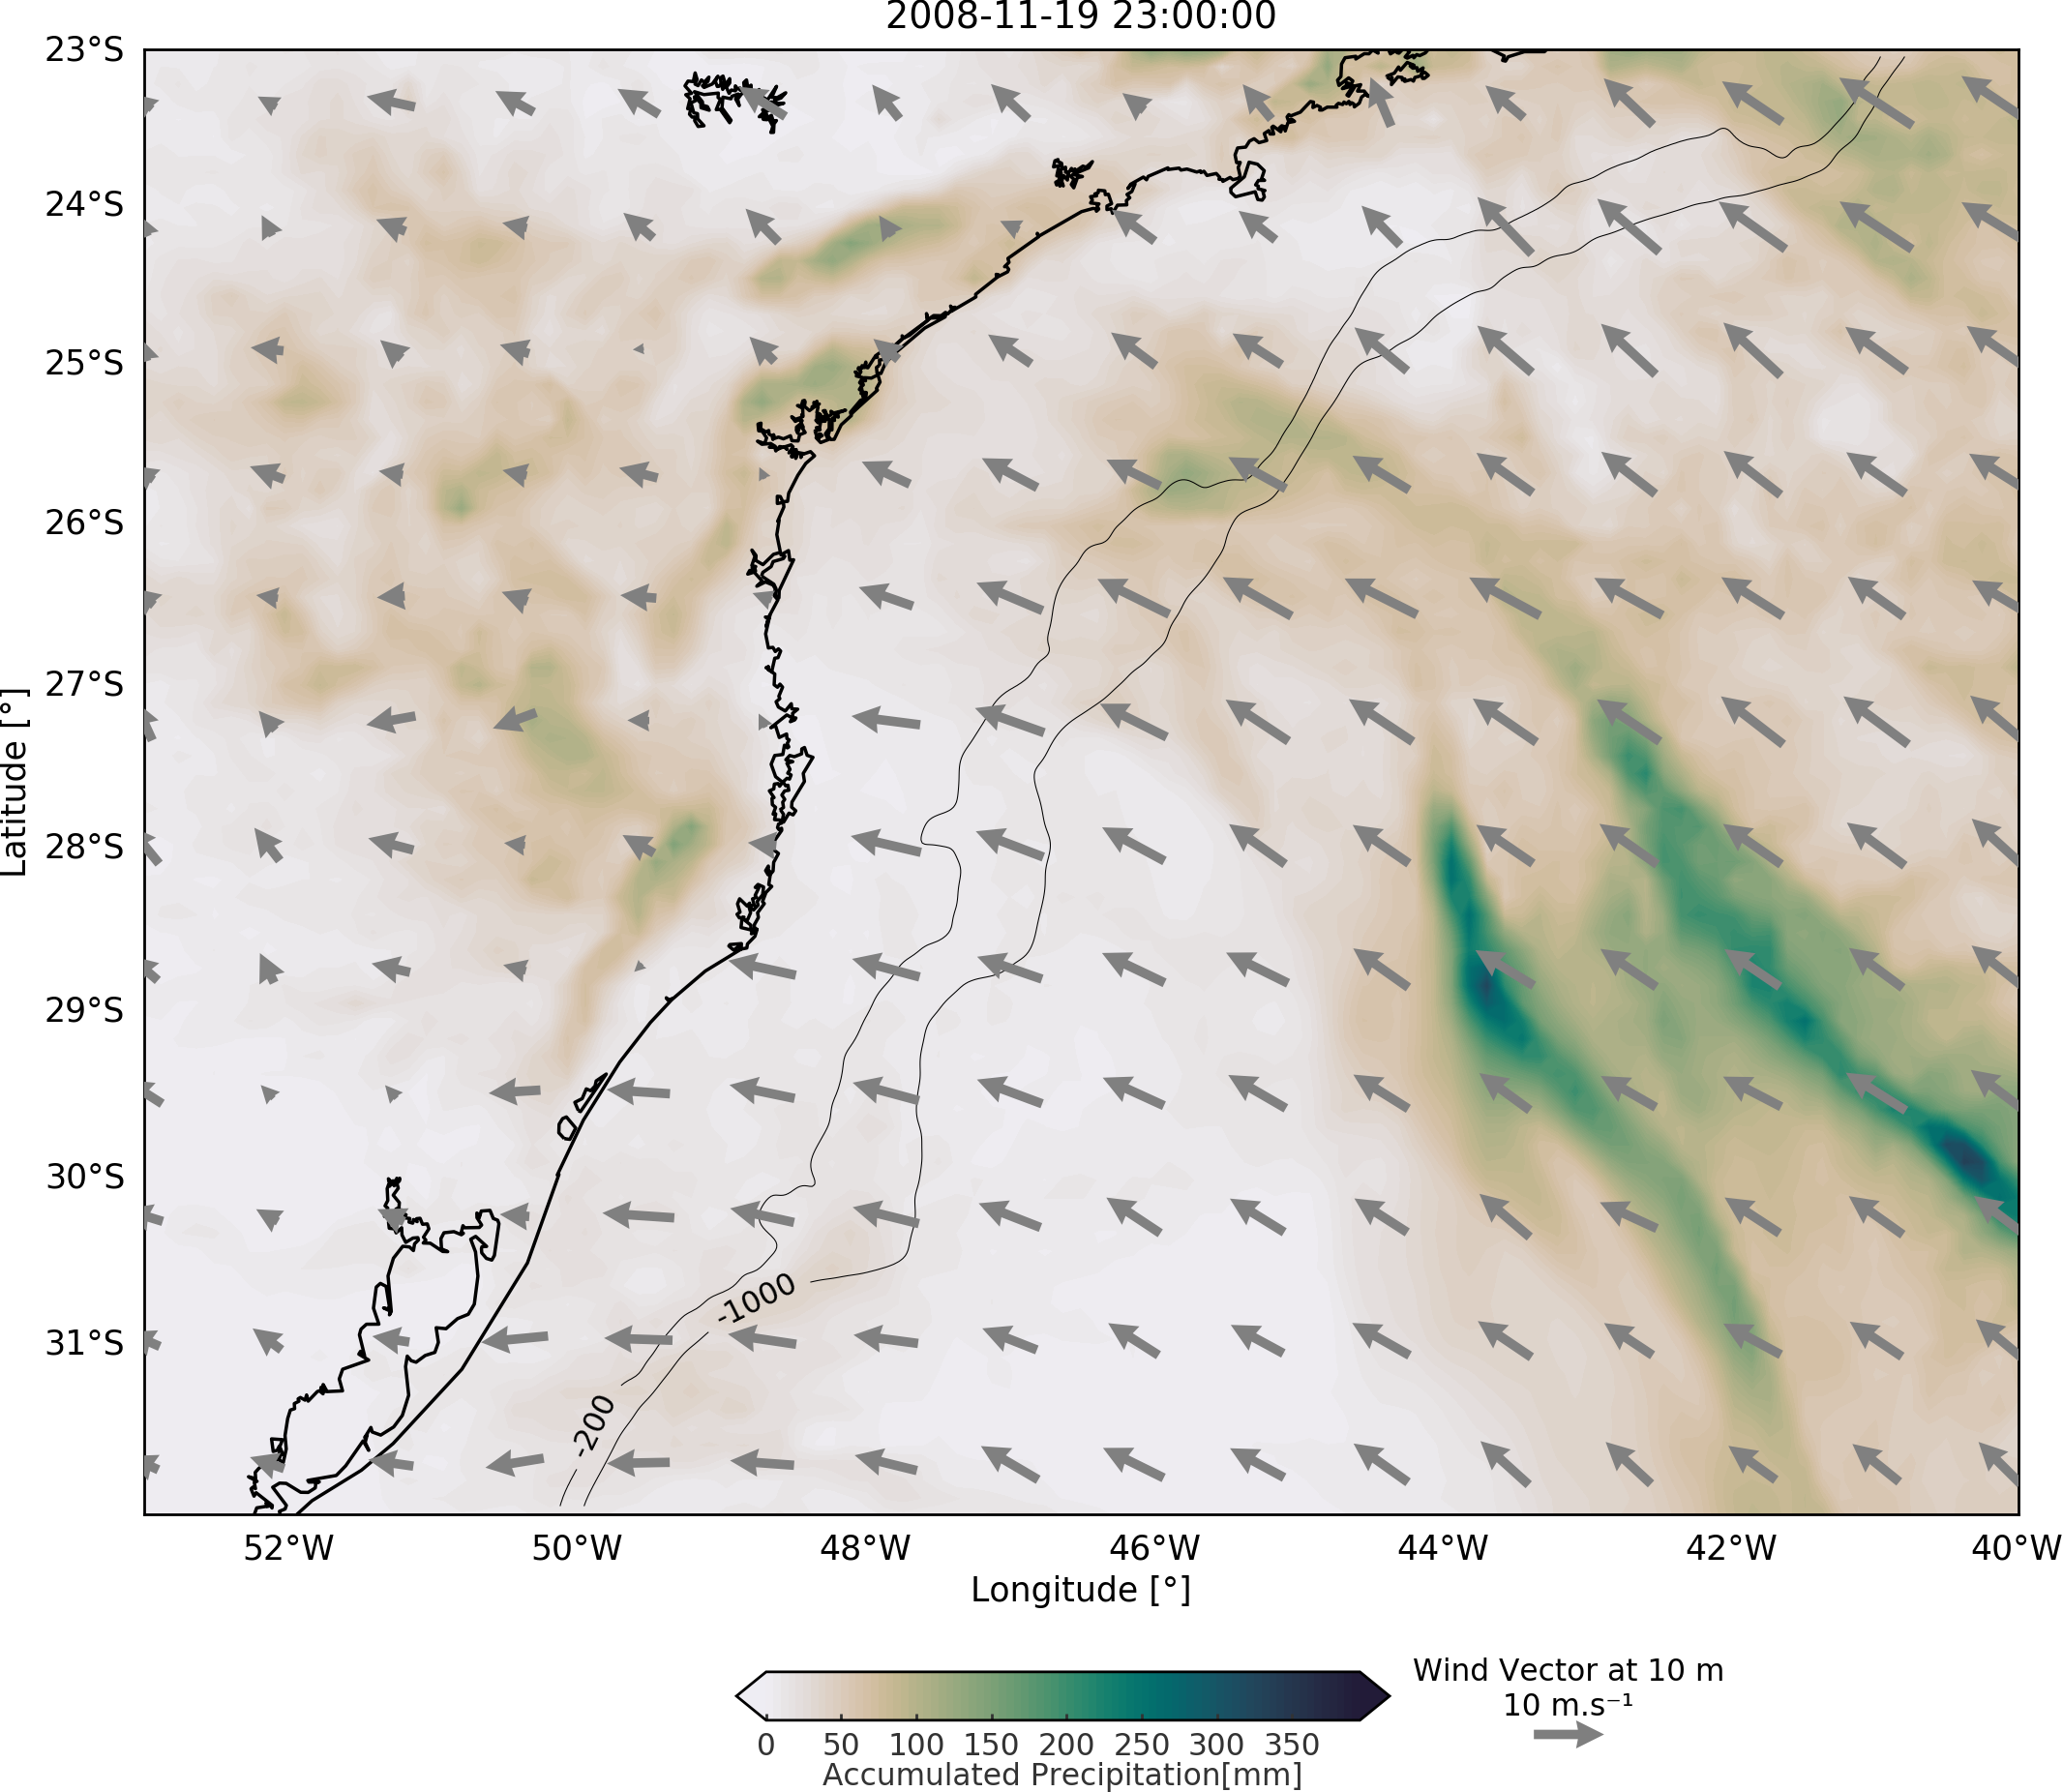 2008-11-19 23:00:00
23°S
24°S
25°S
26°S
27°S
28°S
29°S
30°S
31°S
Latitude [°]
-1000
-200
52°W 50°W 48°W 46°W 44°W 42°W 40°W
Longitude [°]
Wind Vector at 10 m
10 m.s⁻¹
0 50 100 150 200 250 300 350
Accumulated Precipitation[mm]